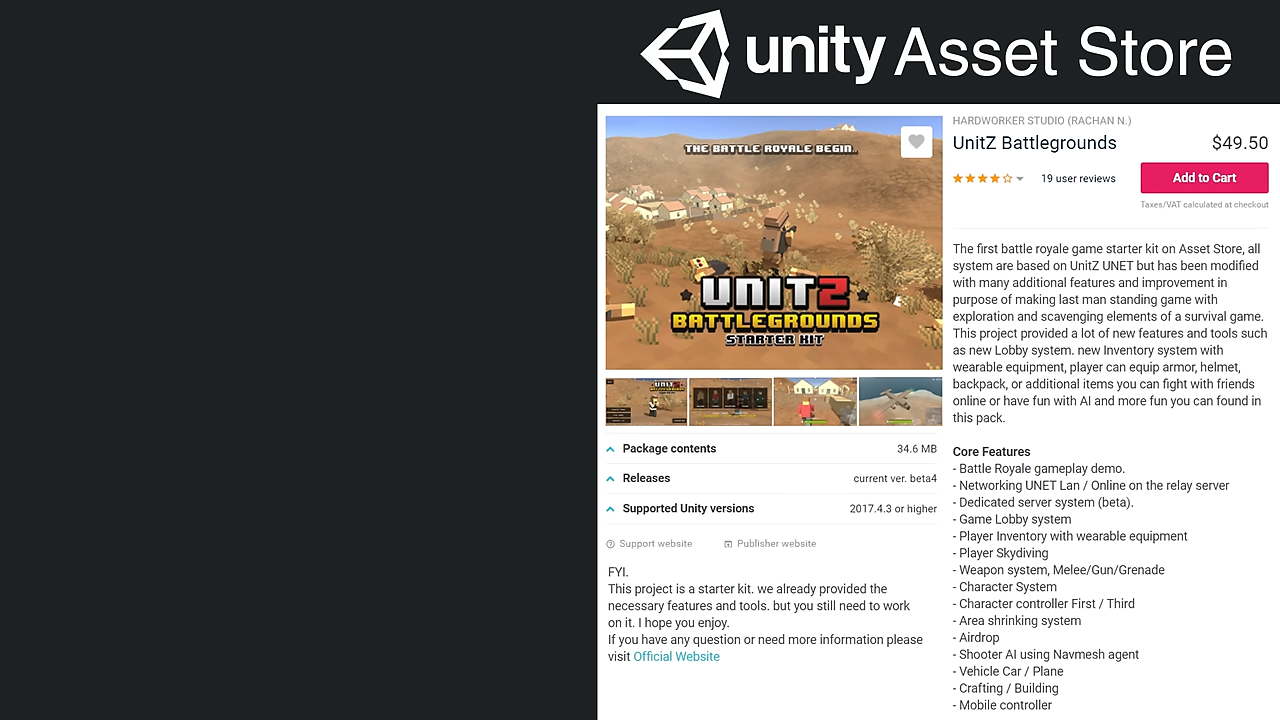 unity Asset Store
THE BATTLE ROYALE BEGIN..
UNITZ
BATTLEGROUNDS
STARTER KIT
Package contents 34.6 MB
Releases current ver. beta4
Supported Unity versions 2017.4.3 or higher
Support website Publisher website
FYI.
This project is a starter kit. we already provided the
necessary features and tools. but you still need to work
on it. I hope you enjoy.
If you have any question or need more information please
visit Official Website
HARDWORKER STUDIO (RACHAN N.)
UnitZ Battlegrounds $49.50
19 user reviews Add to Cart
Taxes/VAT calculated at checkout
The first battle royale game starter kit on Asset Store, all
system are based on UnitZ UNET but has been modified
with many additional features and improvement in
purpose of making last man standing game with
exploration and scavenging elements of a survival game.
This project provided a lot of new features and tools such
as new Lobby system. new Inventory system with
wearable equipment, player can equip armor, helmet,
backpack, or additional items you can fight with friends
online or have fun with AI and more fun you can found in
this pack.
Core Features
- Battle Royale gameplay demo.
- Networking UNET Lan / Online on the relay server
- Dedicated server system (beta).
- Game Lobby system
- Player Inventory with wearable equipment
- Player Skydiving
- Weapon system, Melee/Gun/Grenade
- Character System
- Character controller First / Third
- Area shrinking system
- Airdrop
- Shooter AI using Navmesh agent
- Vehicle Car / Plane
- Crafting / Building
- Mobile controller